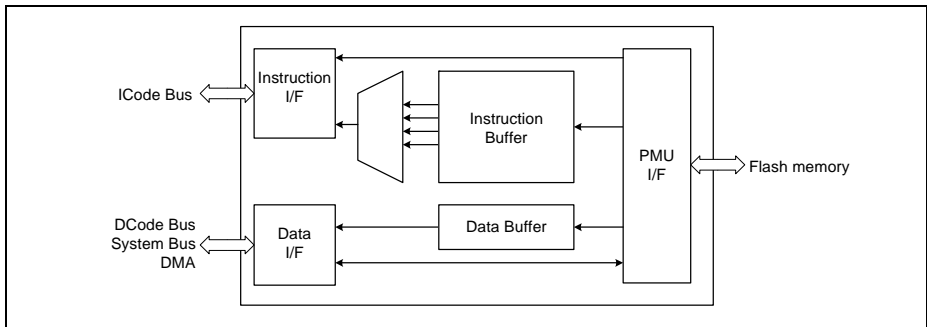 ICode Bus
Instruction
I/F
Instruction
Buffer
PMU
I/F
Flash memory
DCode Bus
System Bus
DMA
Data
I/F
Data Buffer